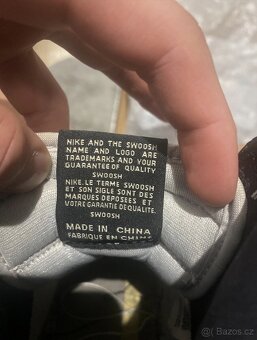 NIKE AND THE SWOOSH
NAME AND LOGO ARE
TRADEMARKS AND YOUR
GUARANTEE OF QUALITY
SWOOSH
NIKE.LE TERME SWOOSH
ET SON SIGLE SONT DES
MARQUES DEPOSEES ET
VOTRE GARANTIE DE QUALITE.
SWOOSH
MADE IN CHINA
FABRIQUE EN CHINE
sbazar.cz